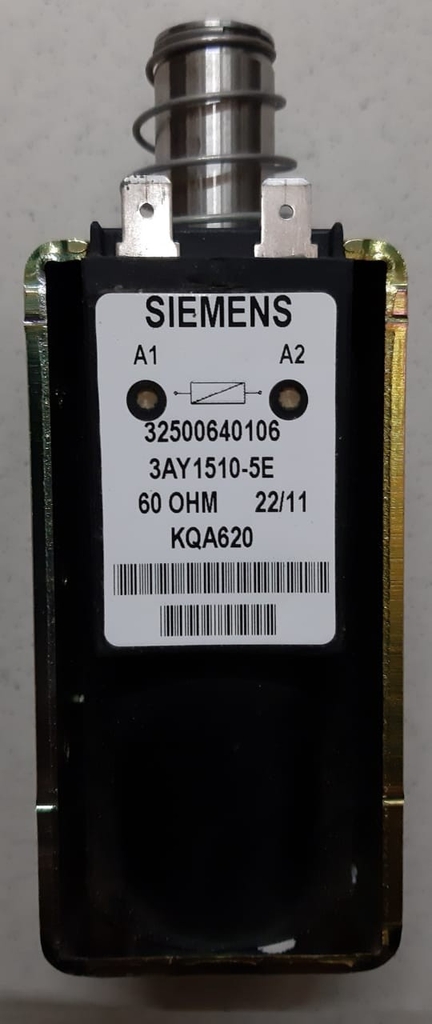 SIEMENS
A1 A2
32500640106
3AY1510-5E
60 OHM 22/11
KQA620